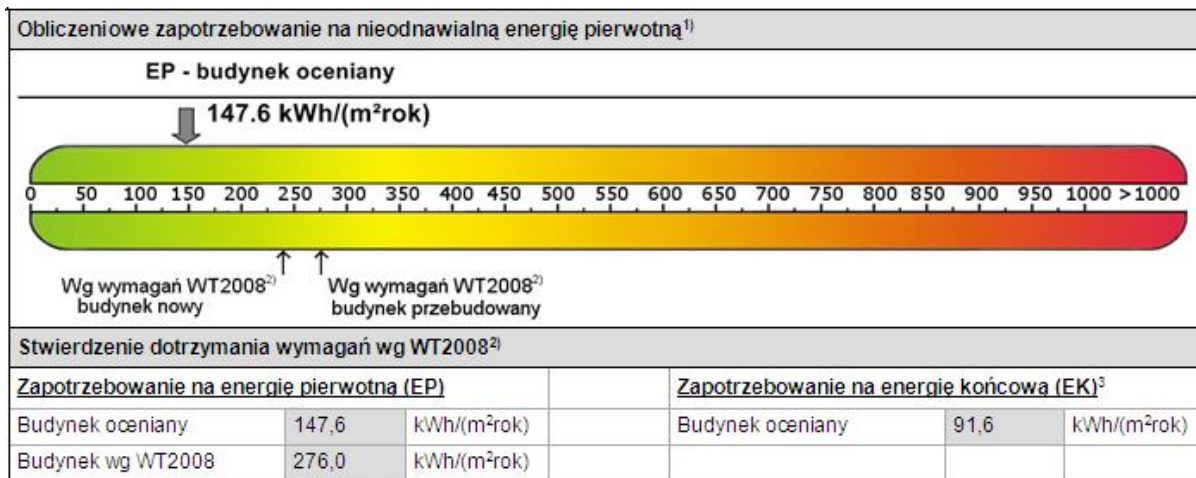 Obliczeniowe zapotrzebowanie na nieodnawialną energię pierwotną¹⁾
EP - budynek oceniany
147.6 kWh/(m²rok)
0 50 100 150 200 250 300 350 400 450 500 550 600 650 700 750 800 850 900 950 1000 >1000
Wg wymagań WT2008²⁾
budynek nowy
Wg wymagań WT2008²⁾
budynek przebudowany
Stwierdzenie dotrzymania wymagań wg WT2008²⁾
Zapotrzebowanie na energię pierwotną (EP) Zapotrzebowanie na energię końcową (EK)³
Budynek oceniany 147,6 kWh/(m²rok) Budynek oceniany 91,6 kWh/(m²rok)
Budynek wg WT2008 276,0 kWh/(m²rok)